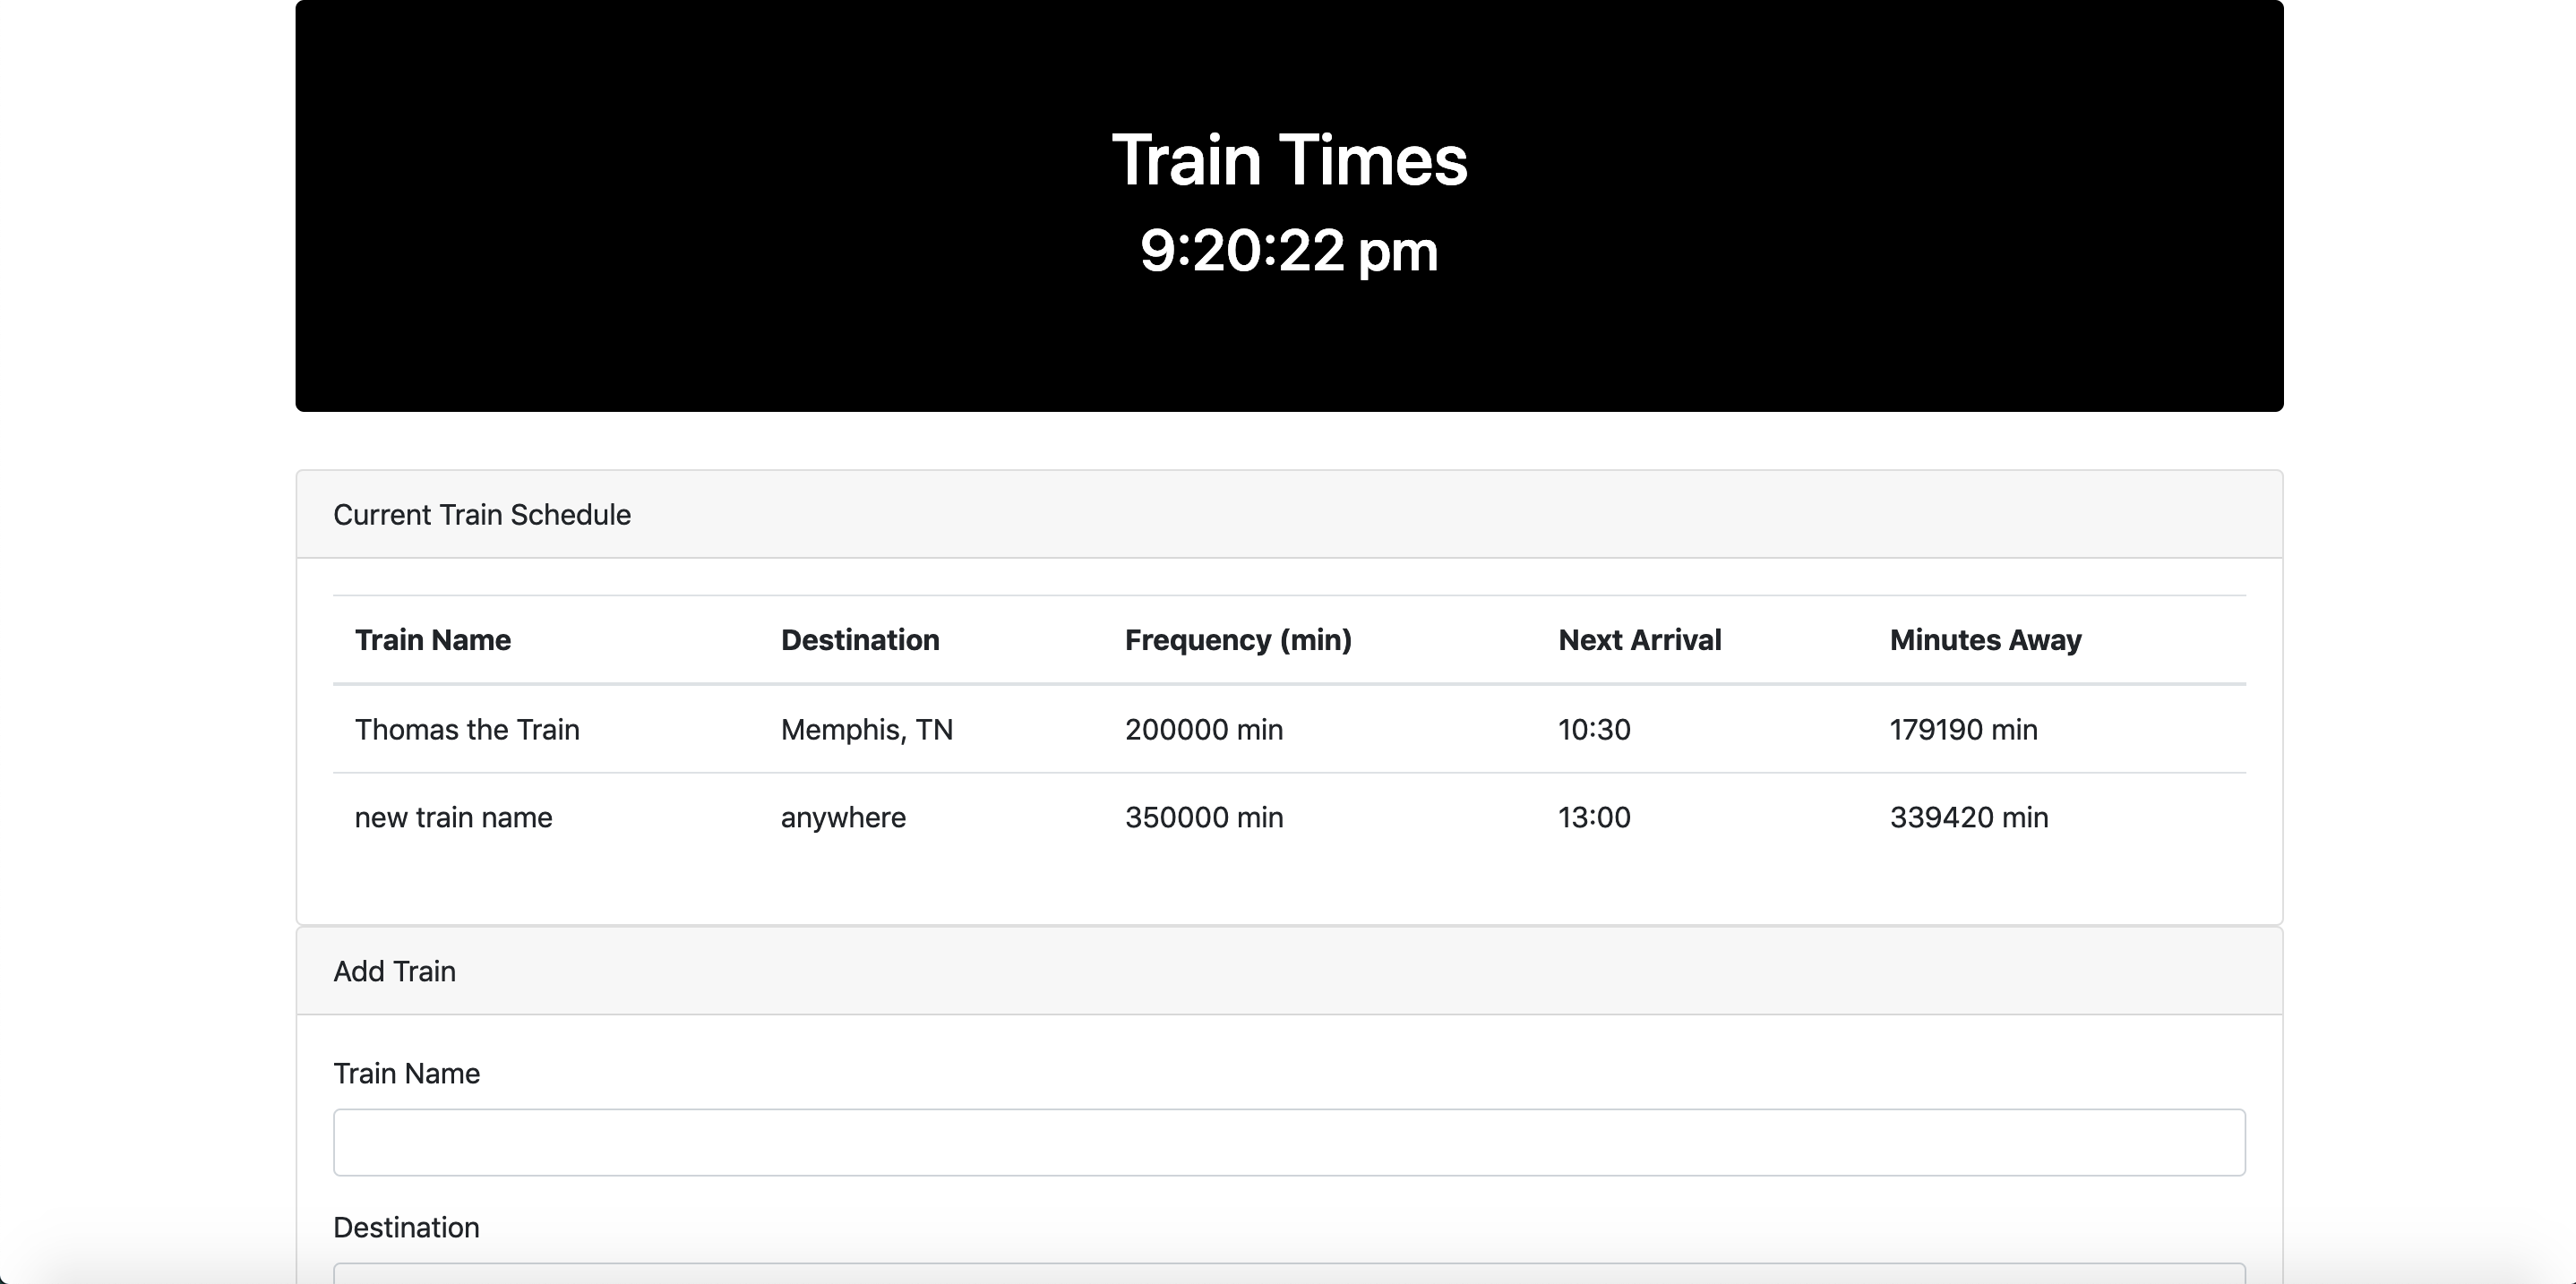 Train Times
9:20:22 pm
Current Train Schedule
Train Name Destination Frequency (min) Next Arrival Minutes Away
Thomas the Train Memphis, TN 200000 min 10:30 179190 min
new train name anywhere 350000 min 13:00 339420 min
Add Train
Train Name
Destination